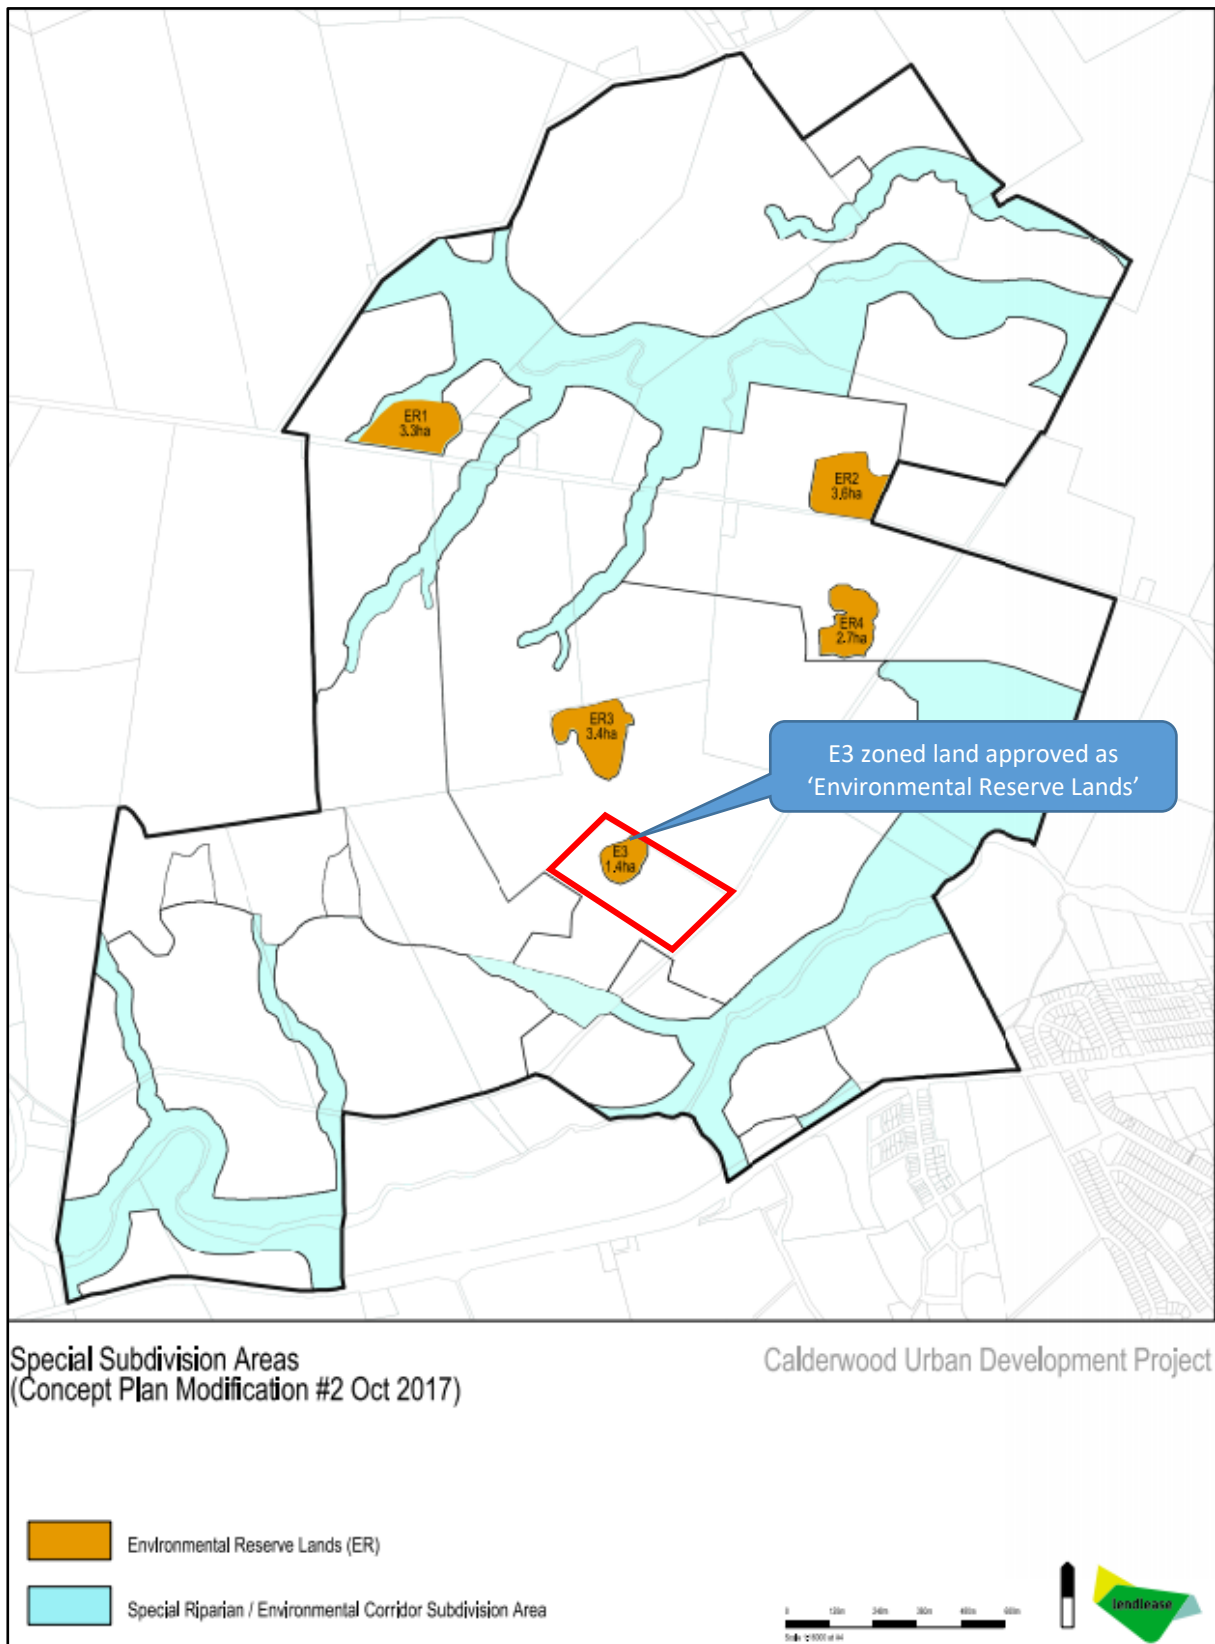 ER1
3.3ha
ER2
3.6ha
ER4
2.7ha
ER3
3.4ha
E3 zoned land approved as
‘Environmental Reserve Lands’
E3
1.4ha
Special Subdivision Areas
(Concept Plan Modification #2 Oct 2017)
Calderwood Urban Development Project
Environmental Reserve Lands (ER)
Special Riparian / Environmental Corridor Subdivision Area
0
lendlease